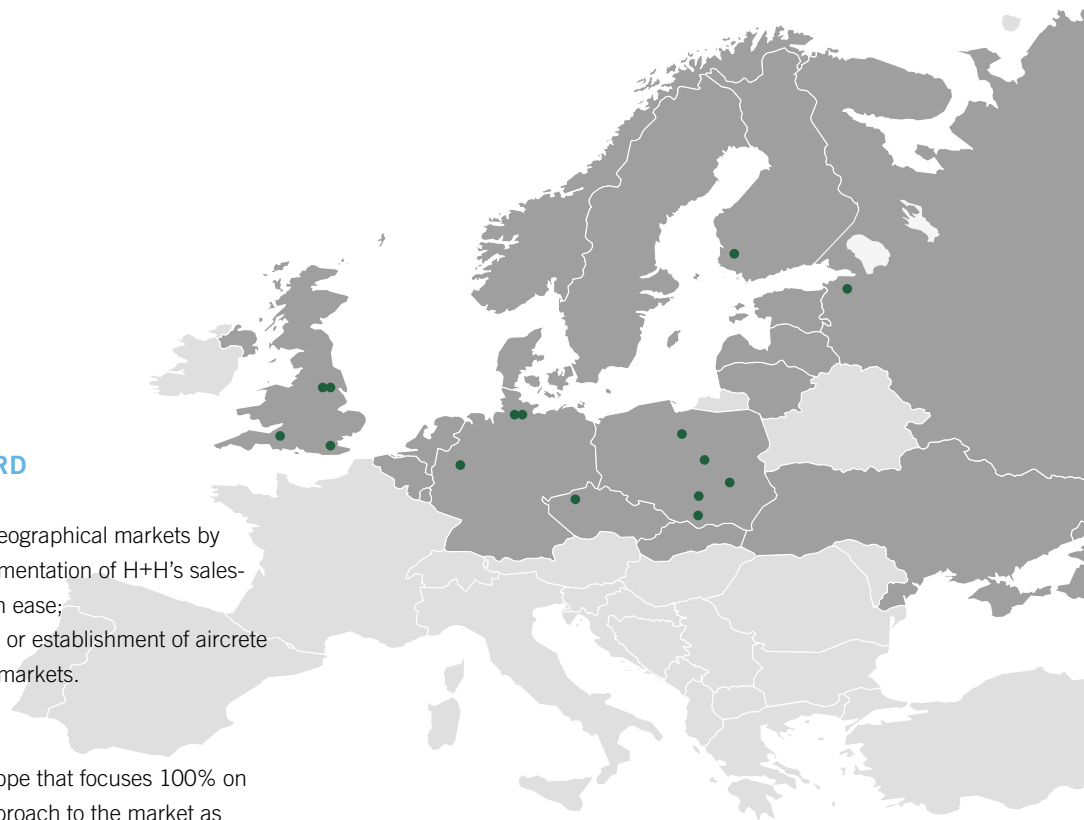 RD
eographical markets by
mentation of H+H's sales-
n ease;
or establishment of aircrete
markets.
ope that focuses 100% on
proach to the market as